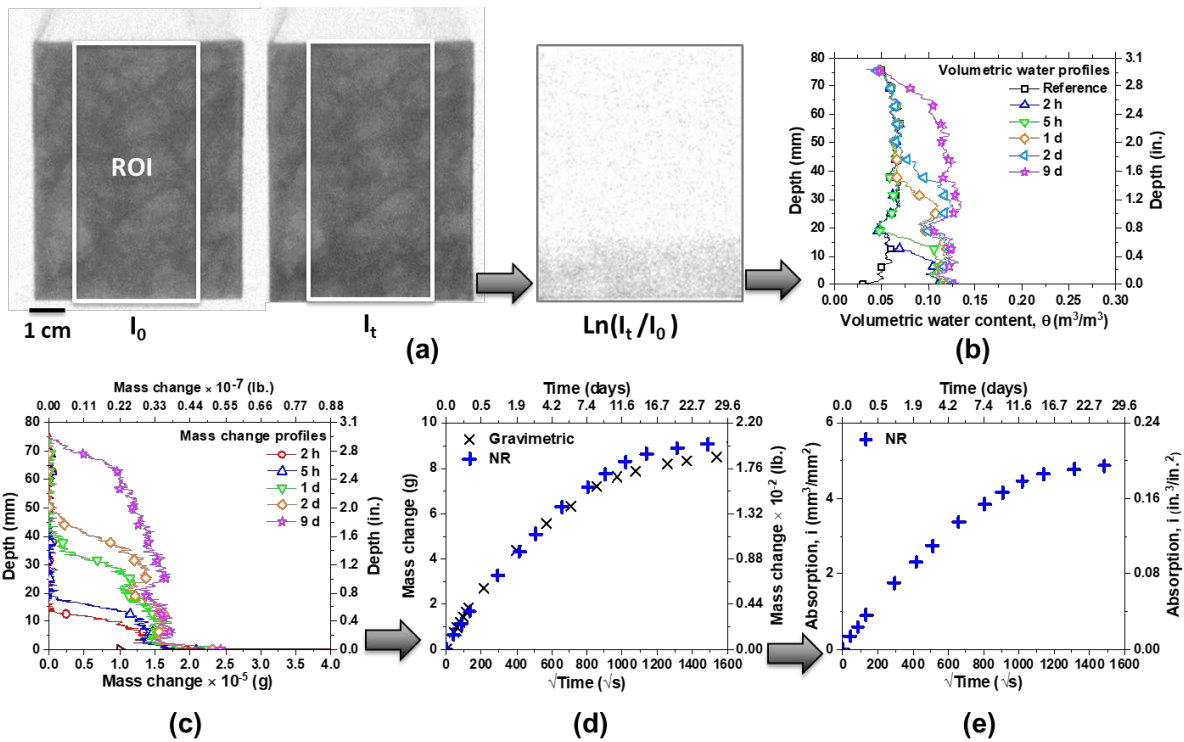 ROI
1 cm
I0
It
Ln(It/I0)
(a)
Volumetric water profiles
Reference
2 h
5 h
1 d
2 d
9 d
Depth (mm)
80
70
60
50
40
30
20
10
0
Depth (in.)
3.1
2.8
2.4
2.0
1.6
1.2
0.8
0.4
0.0
0.00 0.05 0.10 0.15 0.20 0.25 0.30
Volumetric water content, θ (m3/m3)
(b)
Mass change × 10-7 (lb.)
0.00 0.11 0.22 0.33 0.44 0.55 0.66 0.77 0.88
Mass change profiles
2 h
5 h
1 d
2 d
9 d
Depth (mm)
80
70
60
50
40
30
20
10
0
Depth (in.)
3.1
2.8
2.4
2.0
1.6
1.2
0.8
0.4
0.0
0.0 0.5 1.0 1.5 2.0 2.5 3.0 3.5 4.0
Mass change × 10-5 (g)
(c)
Time (days)
0.0 0.5 1.9 4.2 7.4 11.6 16.7 22.7 29.6
Gravimetric
NR
Mass change (g)
10
8
6
4
2
0
Mass change × 10-2 (lb.)
2.20
1.76
1.32
0.88
0.44
0.00
0 200 400 600 800 1000 1200 1400 1600
√Time (√s)
(d)
Time (days)
0.0 0.5 1.9 4.2 7.4 11.6 16.7 22.7 29.6
NR
Absorption, i (mm3/mm2)
6
4
2
0
Absorption, i (in.3/in.2)
0.24
0.16
0.08
0.00
0 200 400 600 800 1000 1200 1400 1600
√Time (√s)
(e)